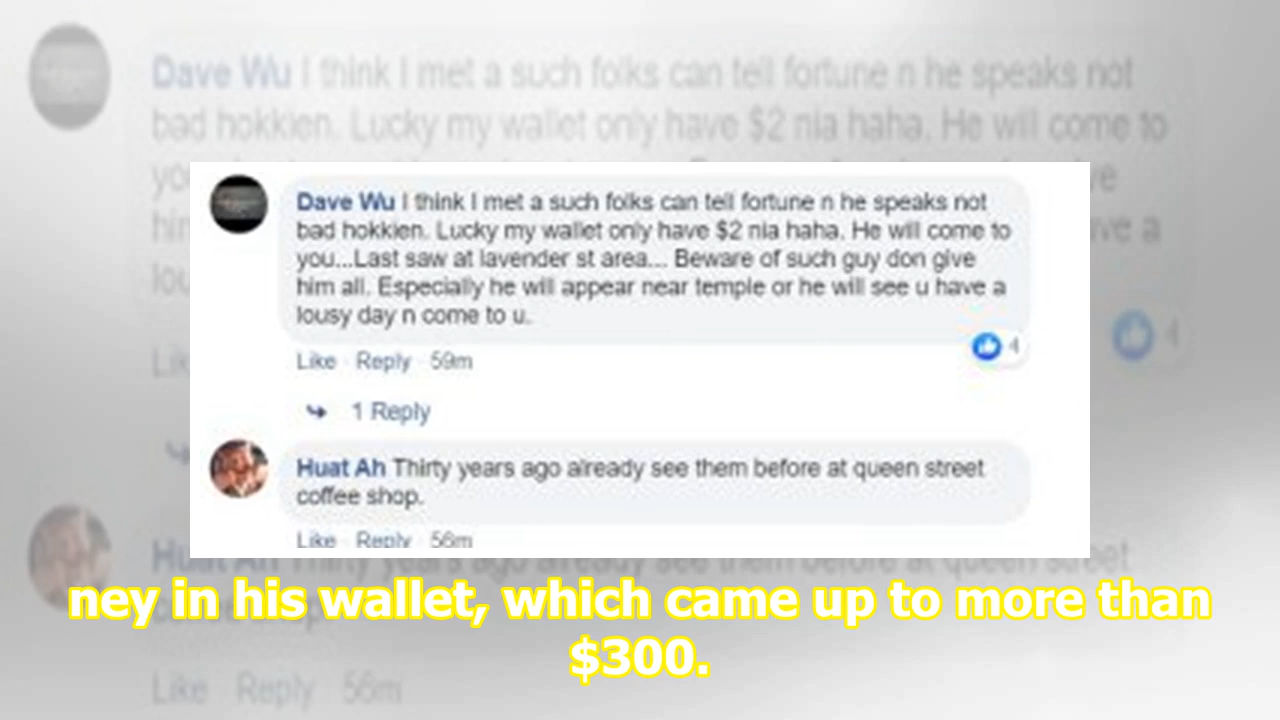 Dave Wu I think I met a such folks can tell fortune n he speaks not
bad hokkien. Lucky my wallet only have $2 nia haha. He will come to
you...Last saw at lavender st area... Beware of such guy don give
him all. Especially he will appear near temple or he will see u have a
lousy day n come to u.
4
Like · Reply · 59m
1 Reply
Huat Ah Thirty years ago already see them before at queen street
coffee shop.
Like · Reply · 56m
ney in his wallet, which came up to more than
$300.